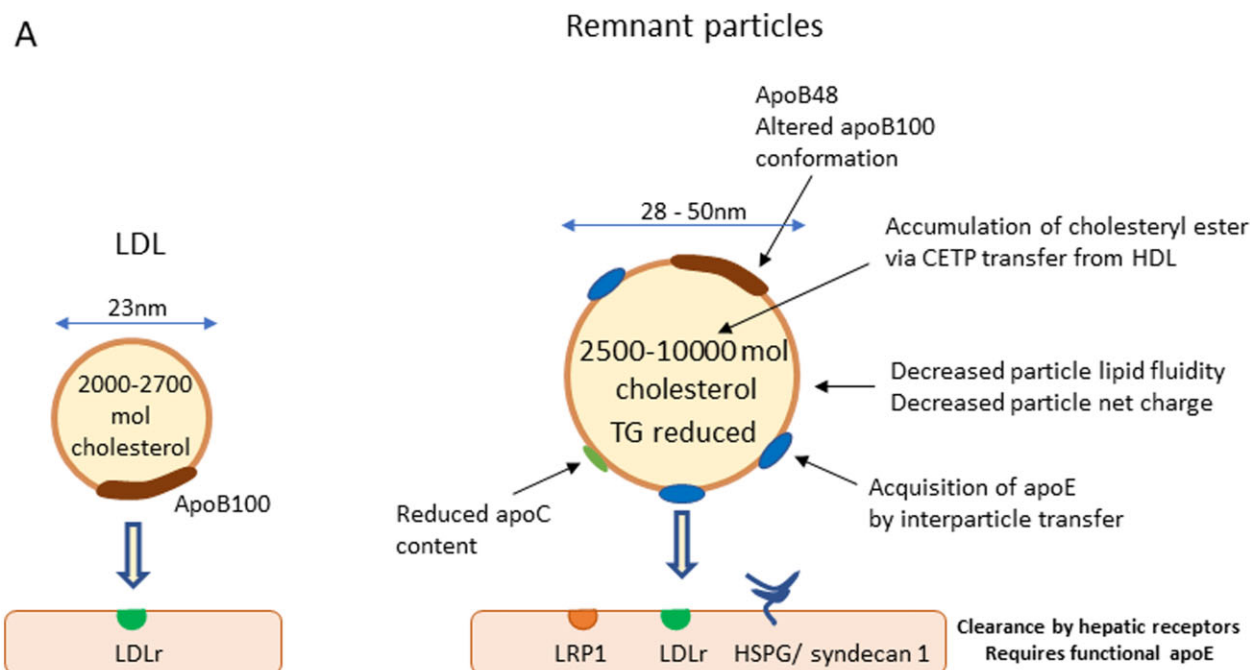 A
Remnant particles
ApoB48
Altered apoB100
conformation
28 - 50nm
Accumulation of cholesteryl ester
via CETP transfer from HDL
LDL
23nm
2000-2700
mol
cholesterol
ApoB100
2500-10000 mol
cholesterol
TG reduced
Decreased particle lipid fluidity
Decreased particle net charge
Reduced apoC
content
Acquisition of apoE
by interparticle transfer
LDLr
LRP1
LDLr
HSPG/ syndecan 1
Clearance by hepatic receptors
Requires functional apoE